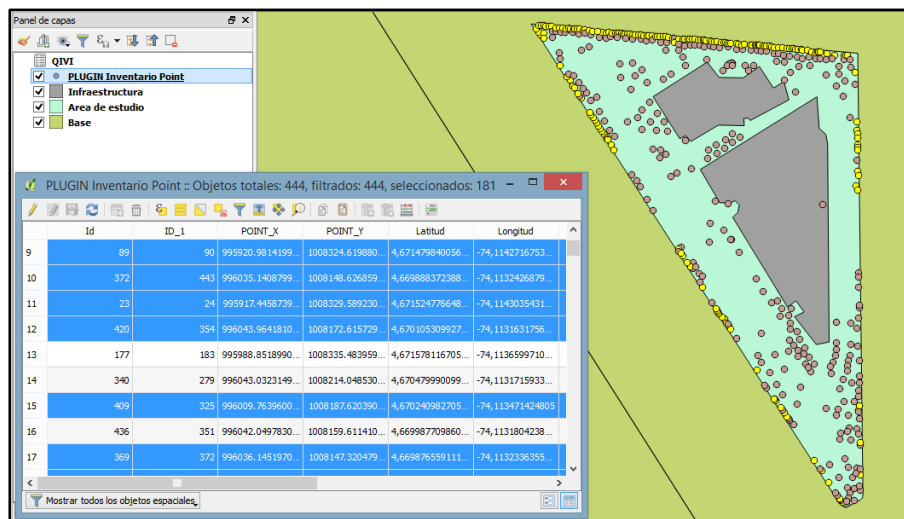 Panel de capas
QIVI
PLUGIN Inventario Point
Infraestructura
Area de estudio
Base
PLUGIN Inventario Point :: Objetos totales: 444, filtrados: 444, seleccionados: 181
Id ID_1 POINT_X POINT_Y Latitud Longitud
9 89 90 995920.9814199... 1008324.619880... 4,671479840056... -74,1142716753...
10 372 443 996035.1408799... 1008148.626859... 4,669888372388... -74,1132426879...
11 23 24 995917.4458739... 1008329.589230... 4,671524776648... -74,1143035431...
12 420 354 996043.9641810... 1008172.615729... 4,670105309927... -74,1131631756...
13 177 183 995988.8518990... 1008335.483959... 4,671578116705... -74,1136599710...
14 340 279 996043.0323149... 1008214.048530... 4,670479990099... -74,1131715933...
15 409 325 996009.7639600... 1008187.620390... 4,670240982705... -74,113471424805
16 436 351 996042.0497830... 1008159.611410... 4,669987709860... -74,1131804238...
17 369 372 996036.1451970... 1008147.320479... 4,669876559111... -74,1132336355...
Mostrar todos los objetos espaciales